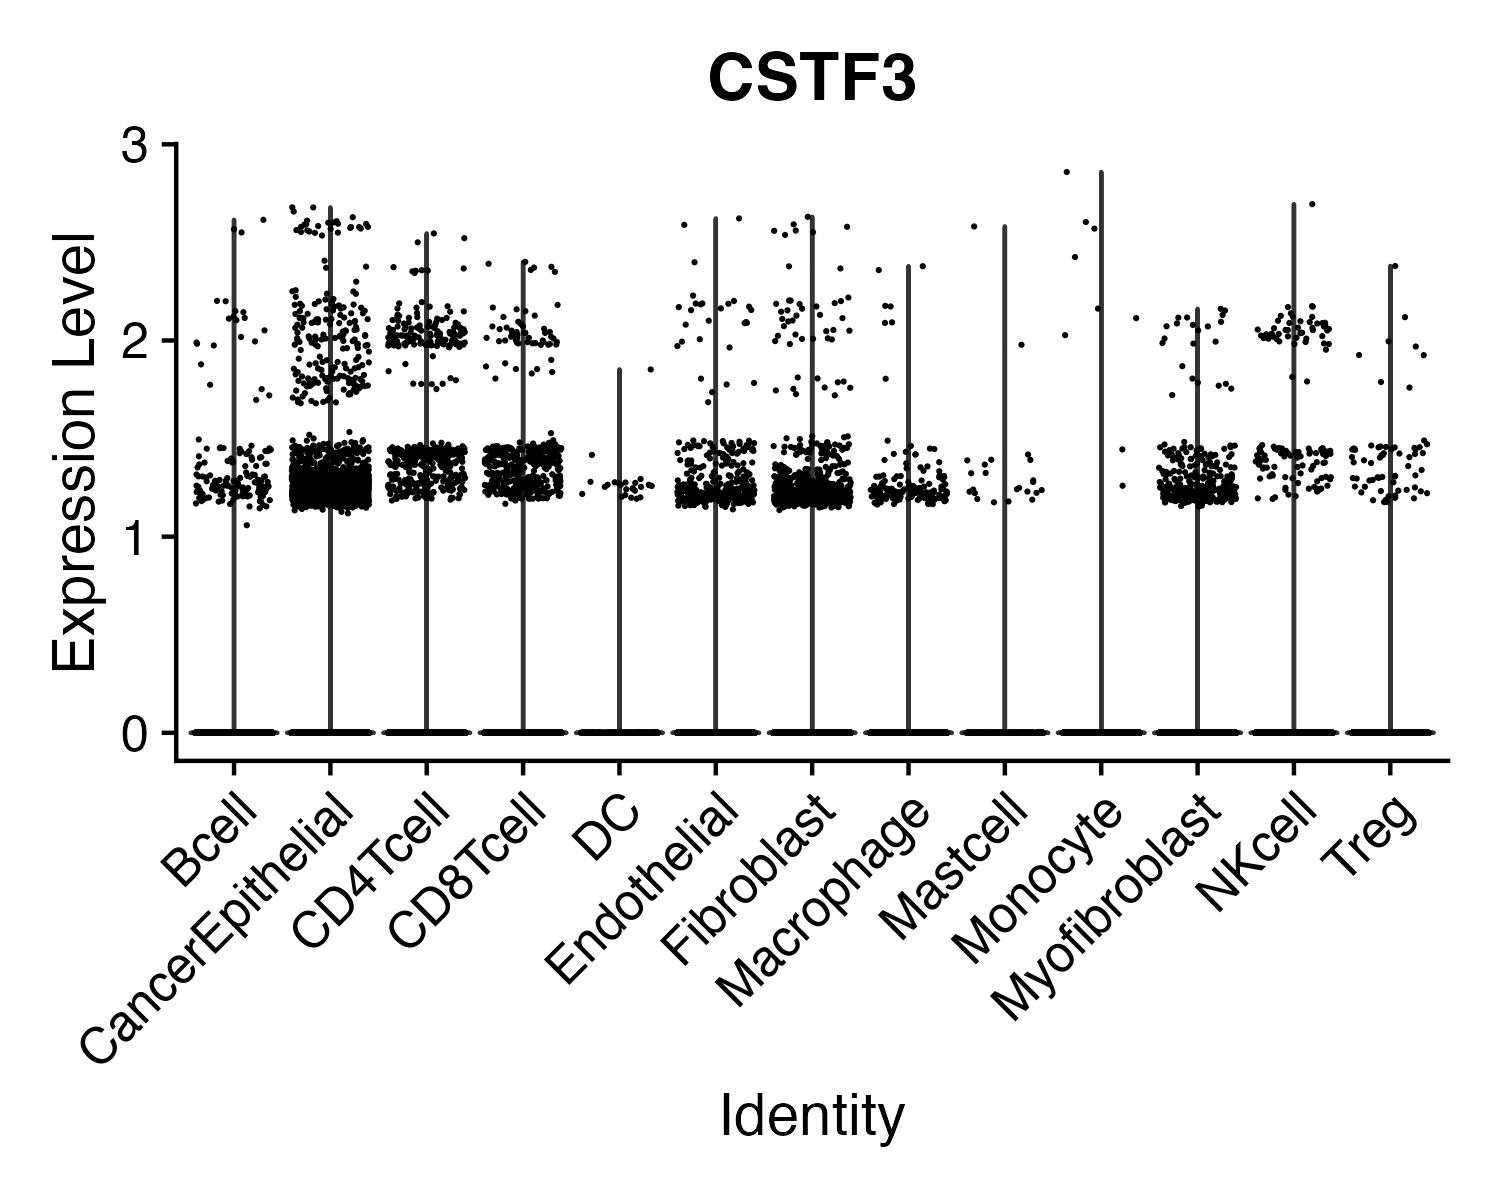 CSTF3
Expression Level
3
2
1
0
Bcell
CancerEpithelial
CD4Tcell
CD8Tcell
DC
Endothelial
Fibroblast
Macrophage
Mastcell
Monocyte
Myofibroblast
NKcell
Treg
Identity